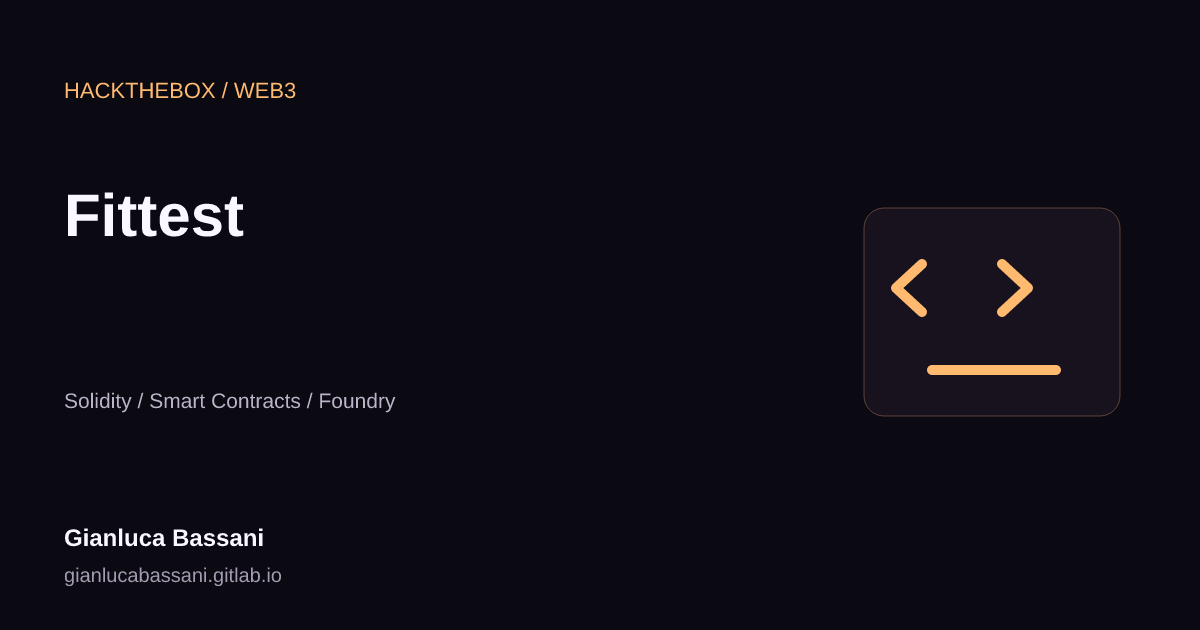 HACKTHEBOX / WEB3
Fittest
Solidity / Smart Contracts / Foundry
Gianluca Bassani
gianlucabassani.gitlab.io